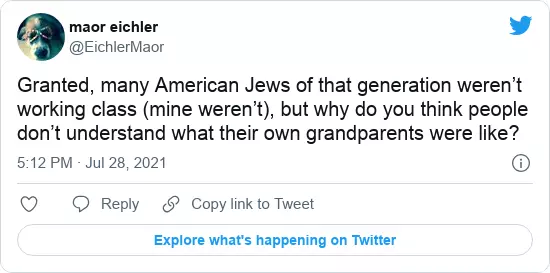 maor eichler
@EichlerMaor
Granted, many American Jews of that generation weren’t
working class (mine weren’t), but why do you think people
don’t understand what their own grandparents were like?
5:12 PM · Jul 28, 2021
Reply
Copy link to Tweet
Explore what's happening on Twitter